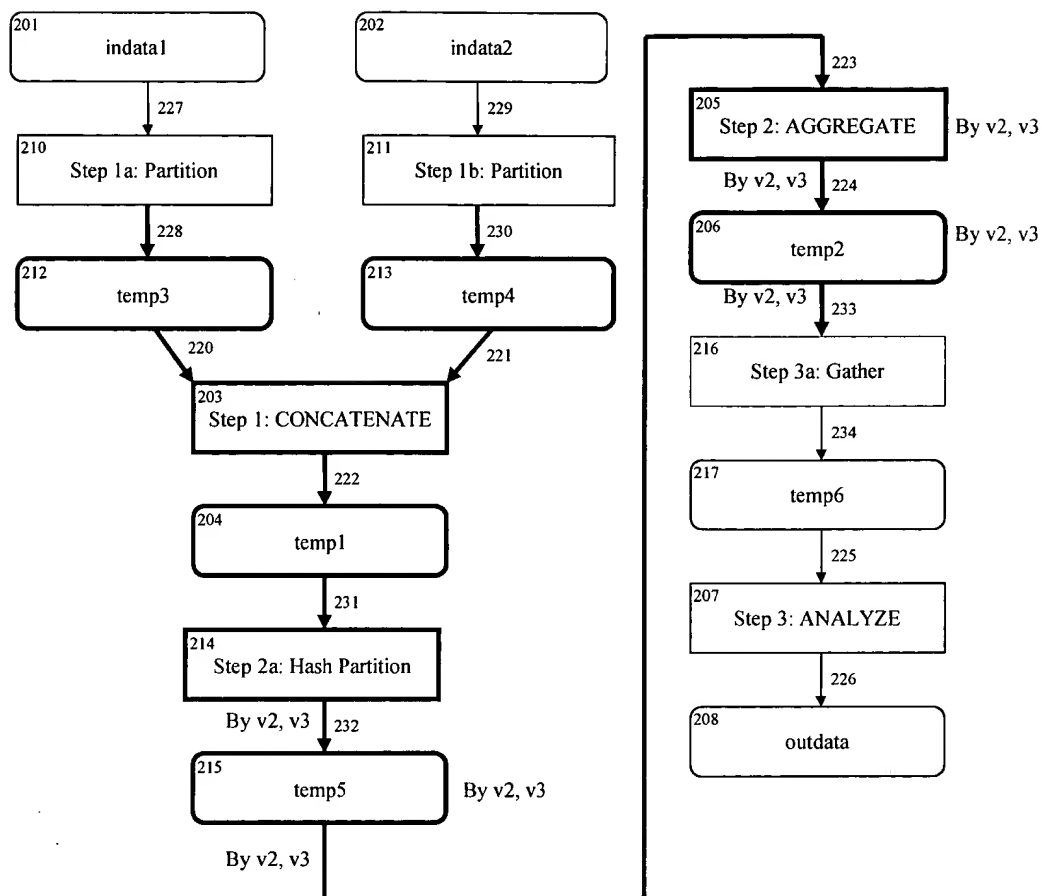 201
indata1
202
indata2
227
229
210
Step 1a: Partition
211
Step 1b: Partition
228
230
212
temp3
213
temp4
220
221
203
Step 1: CONCATENATE
222
204
temp1
231
214
Step 2a: Hash Partition
By v2, v3
232
215
temp5
By v2, v3
By v2, v3
223
205
Step 2: AGGREGATE
By v2, v3
By v2, v3
224
206
temp2
By v2, v3
By v2, v3
233
216
Step 3a: Gather
234
217
temp6
225
207
Step 3: ANALYZE
226
208
outdata